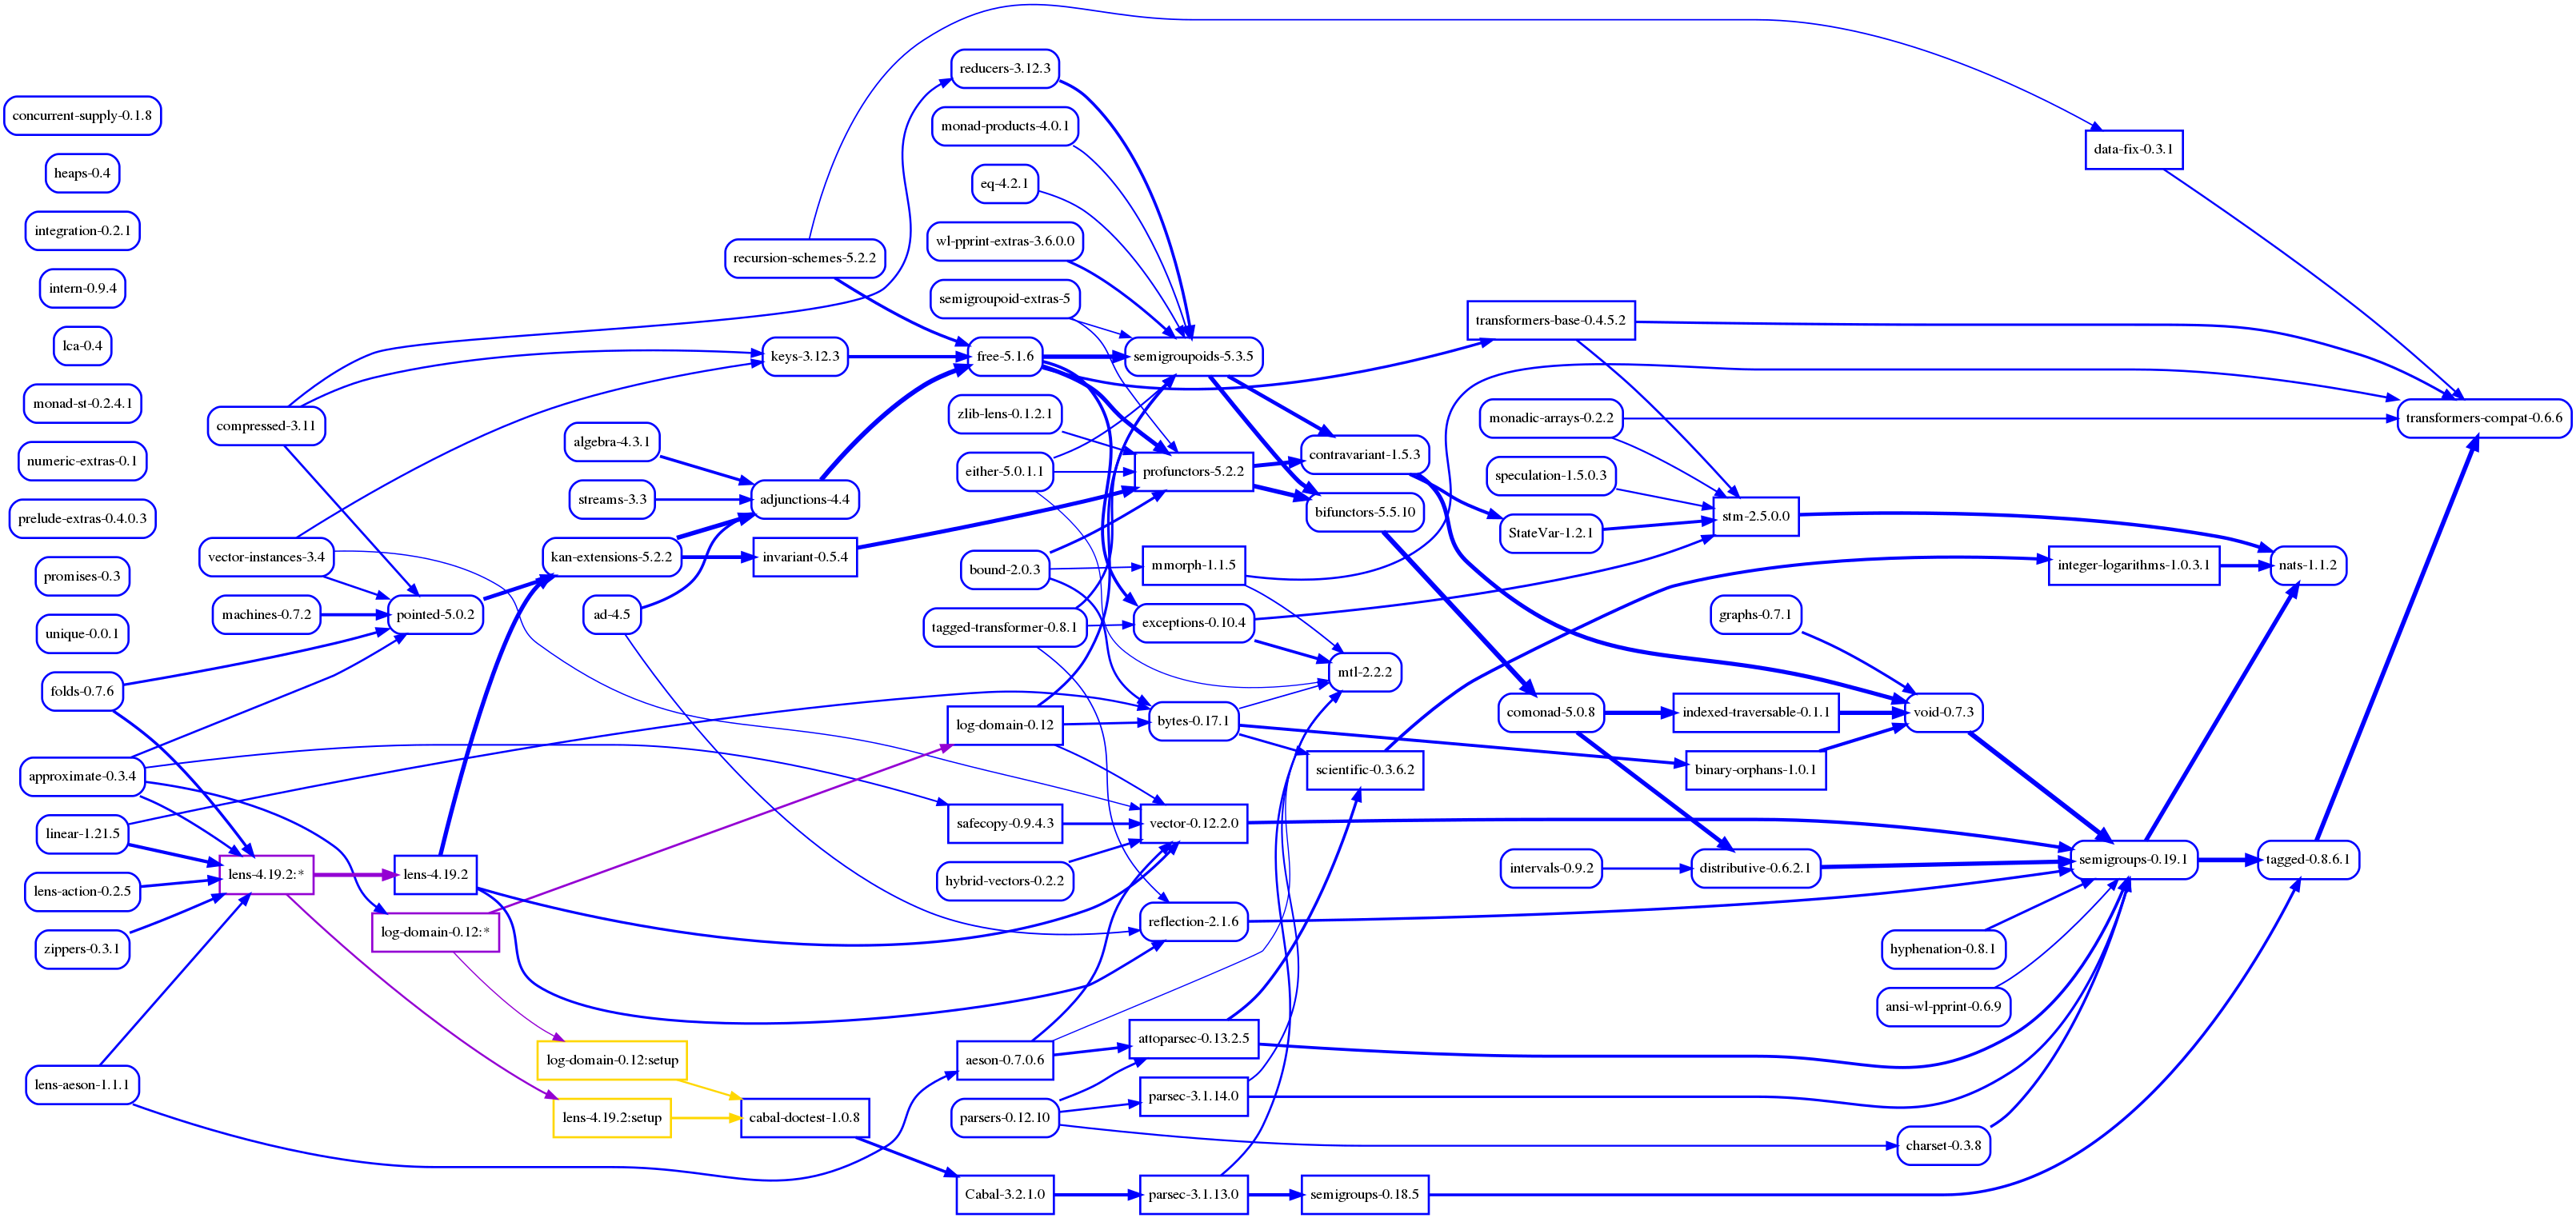 concurrent-supply-0.1.8
heaps-0.4
integration-0.2.1
intern-0.9.4
lca-0.4
monad-st-0.2.4.1
numeric-extras-0.1
prelude-extras-0.4.0.3
promises-0.3
unique-0.0.1
folds-0.7.6
approximate-0.3.4
linear-1.21.5
lens-action-0.2.5
zippers-0.3.1
lens-aeson-1.1.1
compressed-3.11
vector-instances-3.4
machines-0.7.2
lens-4.19.2:*
pointed-5.0.2
lens-4.19.2
log-domain-0.12:*
algebra-4.3.1
streams-3.3
kan-extensions-5.2.2
ad-4.5
log-domain-0.12:setup
lens-4.19.2:setup
recursion-schemes-5.2.2
keys-3.12.3
adjunctions-4.4
invariant-0.5.4
cabal-doctest-1.0.8
reducers-3.12.3
monad-products-4.0.1
eq-4.2.1
wl-pprint-extras-3.6.0.0
semigroupoid-extras-5
free-5.1.6
zlib-lens-0.1.2.1
either-5.0.1.1
bound-2.0.3
tagged-transformer-0.8.1
log-domain-0.12
safecopy-0.9.4.3
hybrid-vectors-0.2.2
aeson-0.7.0.6
parsers-0.12.10
Cabal-3.2.1.0
semigroupoids-5.3.5
profunctors-5.2.2
mmorph-1.1.5
exceptions-0.10.4
bytes-0.17.1
vector-0.12.2.0
reflection-2.1.6
attoparsec-0.13.2.5
parsec-3.1.14.0
parsec-3.1.13.0
contravariant-1.5.3
bifunctors-5.5.10
mtl-2.2.2
scientific-0.3.6.2
semigroups-0.18.5
transformers-base-0.4.5.2
monadic-arrays-0.2.2
speculation-1.5.0.3
StateVar-1.2.1
comonad-5.0.8
intervals-0.9.2
stm-2.5.0.0
graphs-0.7.1
indexed-traversable-0.1.1
binary-orphans-1.0.1
distributive-0.6.2.1
void-0.7.3
hyphenation-0.8.1
ansi-wl-pprint-0.6.9
charset-0.3.8
data-fix-0.3.1
integer-logarithms-1.0.3.1
semigroups-0.19.1
nats-1.1.2
tagged-0.8.6.1
transformers-compat-0.6.6